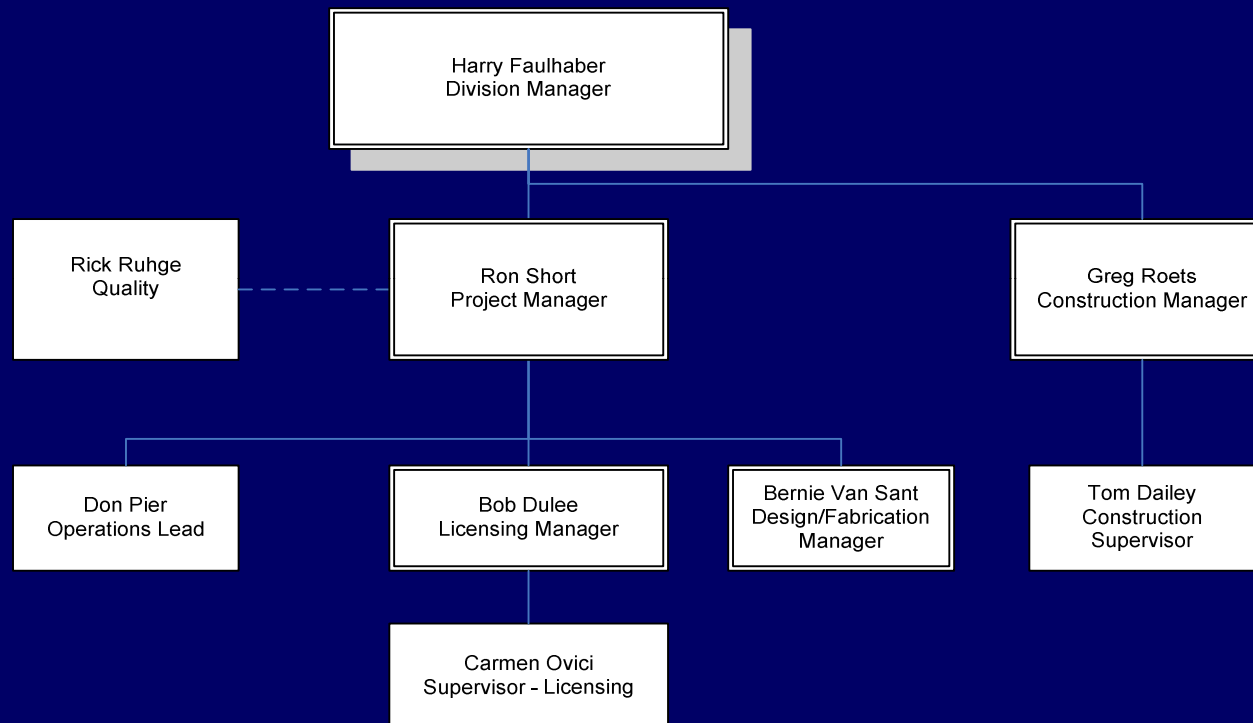 Harry Faulhaber
Division Manager
Rick Ruhge
Quality
Ron Short
Project Manager
Greg Roets
Construction Manager
Don Pier
Operations Lead
Bob Dulee
Licensing Manager
Bernie Van Sant
Design/Fabrication
Manager
Tom Dailey
Construction
Supervisor
Carmen Ovici
Supervisor - Licensing